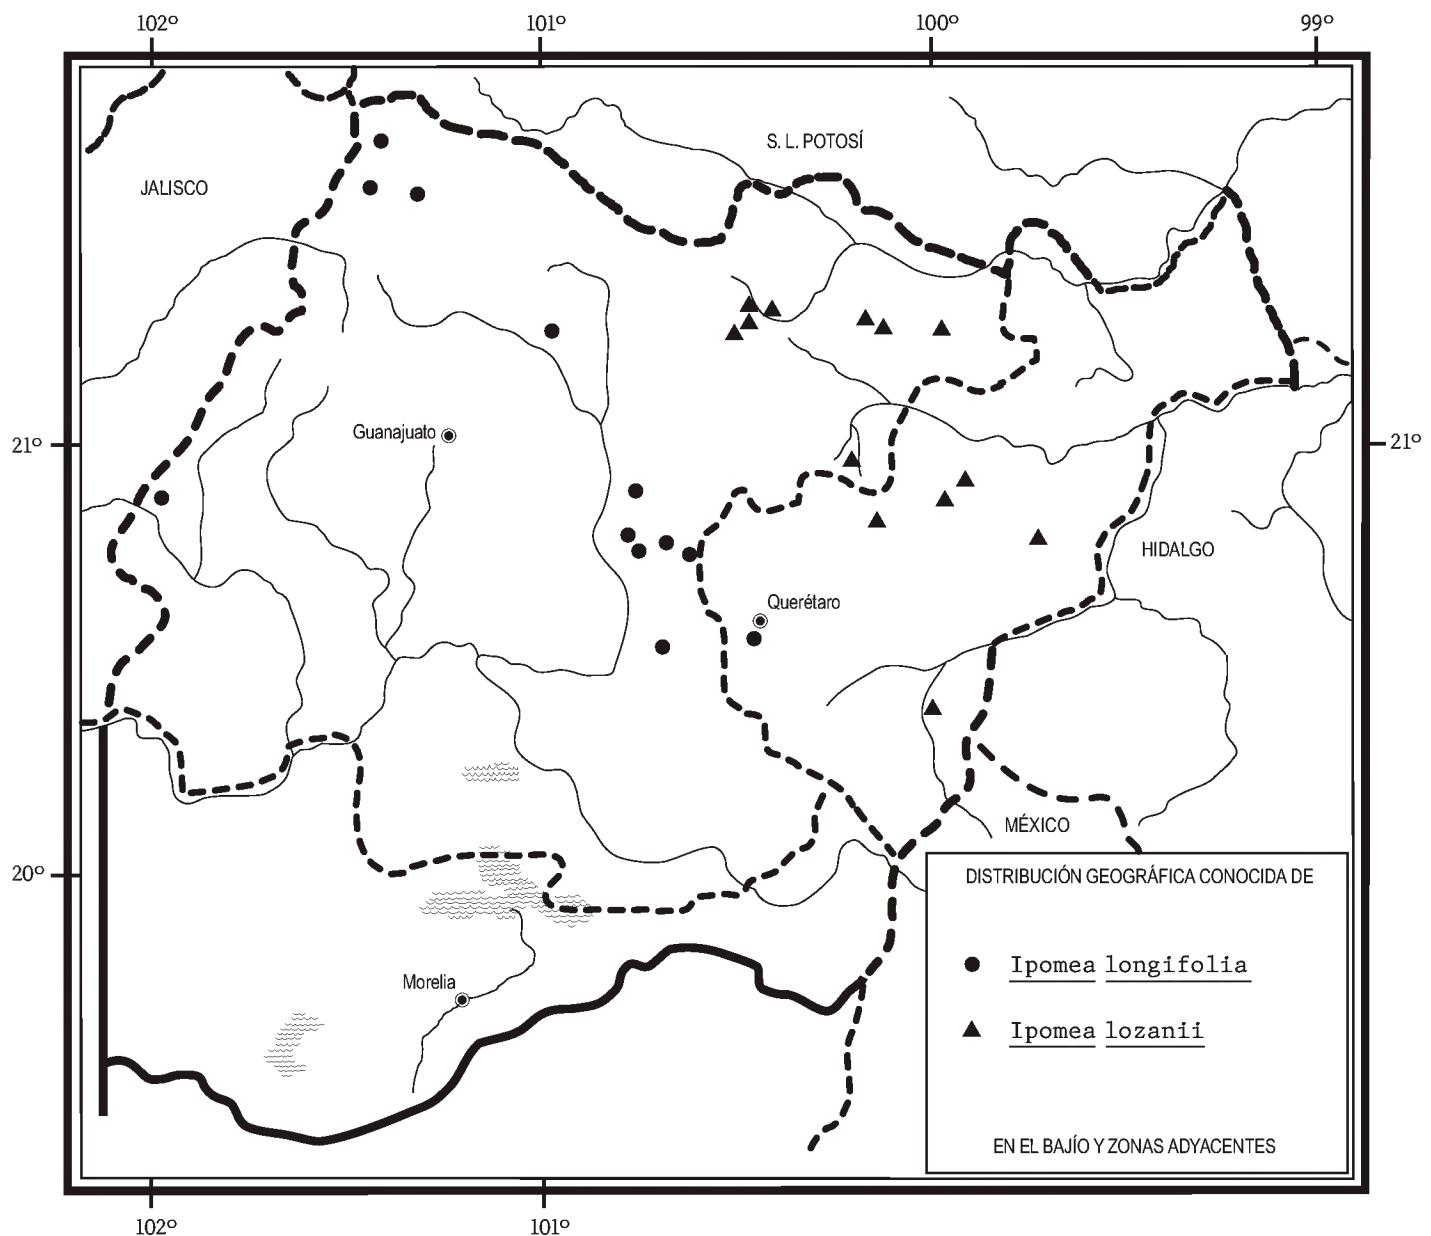 102º 101º 100º 99º
S. L. POTOSÍ
JALISCO
Guanajuato
21º 21º
HIDALGO
Querétaro
MÉXICO
20º
DISTRIBUCIÓN GEOGRÁFICA CONOCIDA DE
Ipomea longifolia
Morelia
Ipomea lozanii
EN EL BAJÍO Y ZONAS ADYACENTES
102º 101º